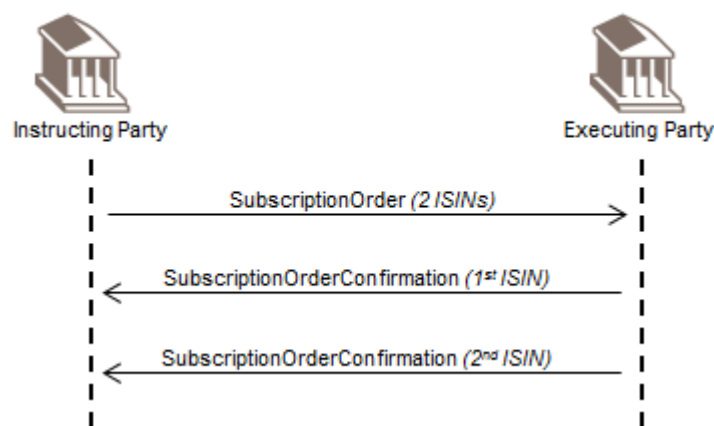 Instructing Party
Executing Party
SubscriptionOrder (2 ISINs)
SubscriptionOrderConfirmation (1st ISIN)
SubscriptionOrderConfirmation (2nd ISIN)